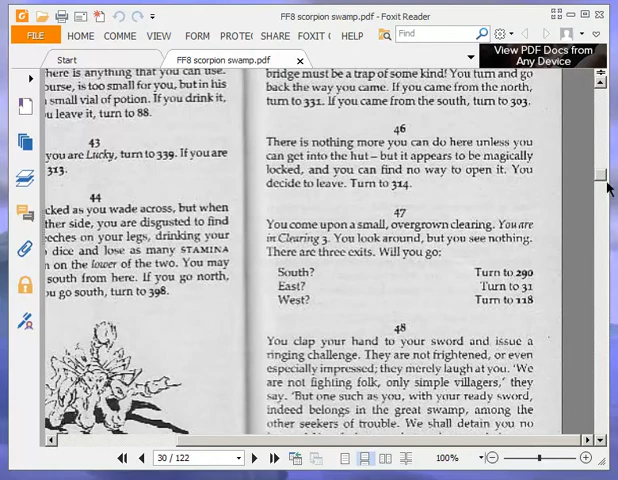 FF8 scorpion swamp.pdf - Foxit Reader
FILE HOME COMME VIEW FORM PROTE SHARE FOXIT C HELP Find
Start
FF8 scorpion swamp.pdf
View PDF Docs from
Any Device
here is anything that you can use.
ourse, is too small for you, but in his
small vial of potion. If you drink it,
u leave it, turn to 88.
43
you are Lucky, turn to 339. If you are
313.
44
cked as you wade across, but when
ther side, you are disgusted to find
eches on your legs, drinking your
dice and lose as many STAMINA
n on the lower of the two. You may
south from here. If you go north,
ou go south, turn to 398.
bridge must be a trap of some kind! You turn and go
back the way you came. If you came from the north,
turn to 331. If you came from the south, turn to 303.
46
There is nothing more you can do here unless you
can get into the hut – but it appears to be magically
locked, and you can find no way to open it. You
decide to leave. Turn to 314.
47
You come upon a small, overgrown clearing. You are
in Clearing 3. You look around, but you see nothing.
There are three exits. Will you go:
South? Turn to 290
East? Turn to 31
West? Turn to 118
48
You clap your hand to your sword and issue a
ringing challenge. They are not frightened, or even
especially impressed; they merely laugh at you. 'We
are not fighting folk, only simple villagers,' they
say. 'But one such as you, with your ready sword,
indeed belongs in the great swamp, among the
other seekers of trouble. We shall detain you no
30 / 122
100%